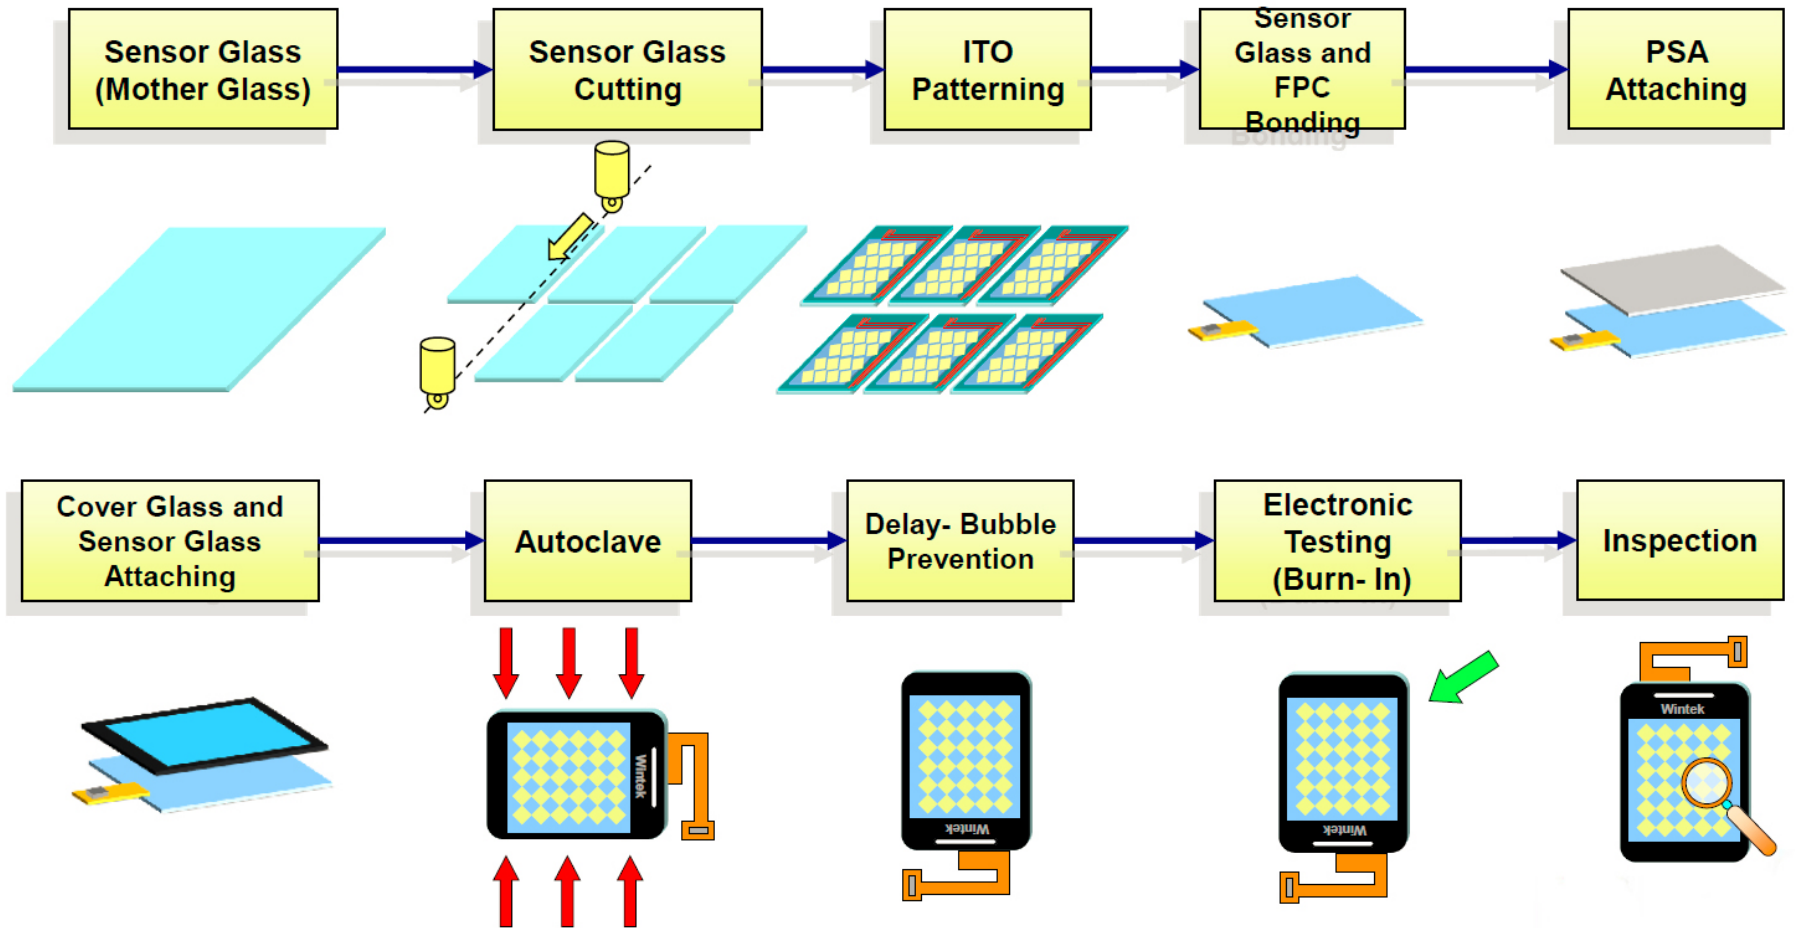 Sensor Glass
(Mother Glass)
Sensor Glass
Cutting
ITO
Patterning
Sensor
Glass and
FPC
Bonding
PSA
Attaching
Cover Glass and
Sensor Glass
Attaching
Autoclave
Delay- Bubble
Prevention
Electronic
Testing
(Burn- In)
Inspection
Wintek
Wintek
Wintek
Wintek